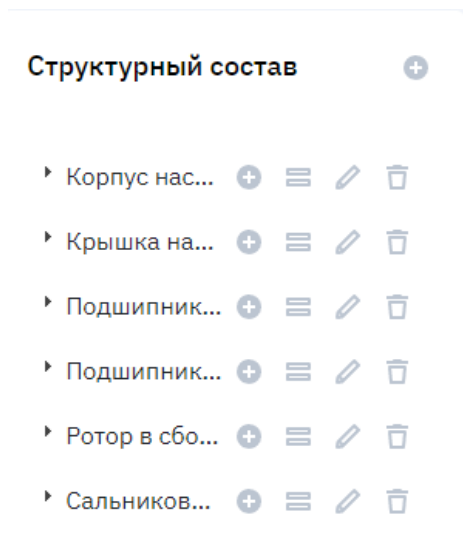 Структурный состав
Корпус нас...
Крышка на...
Подшипник...
Подшипник...
Ротор в сбо...
Сальников...